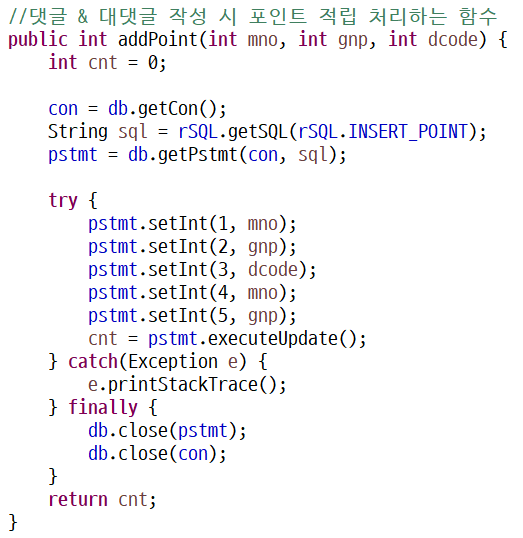 //댓글 & 대댓글 작성 시 포인트 적립 처리하는 함수
public int addPoint(int mno, int gnp, int dcode) {
    int cnt = 0;

    con = db.getCon();
    String sql = rSQL.getSQL(rSQL.INSERT_POINT);
    pstmt = db.getPstmt(con, sql);

    try {
        pstmt.setInt(1, mno);
        pstmt.setInt(2, gnp);
        pstmt.setInt(3, dcode);
        pstmt.setInt(4, mno);
        pstmt.setInt(5, gnp);
        cnt = pstmt.executeUpdate();
    } catch(Exception e) {
        e.printStackTrace();
    } finally {
        db.close(pstmt);
        db.close(con);
    }
    return cnt;
}